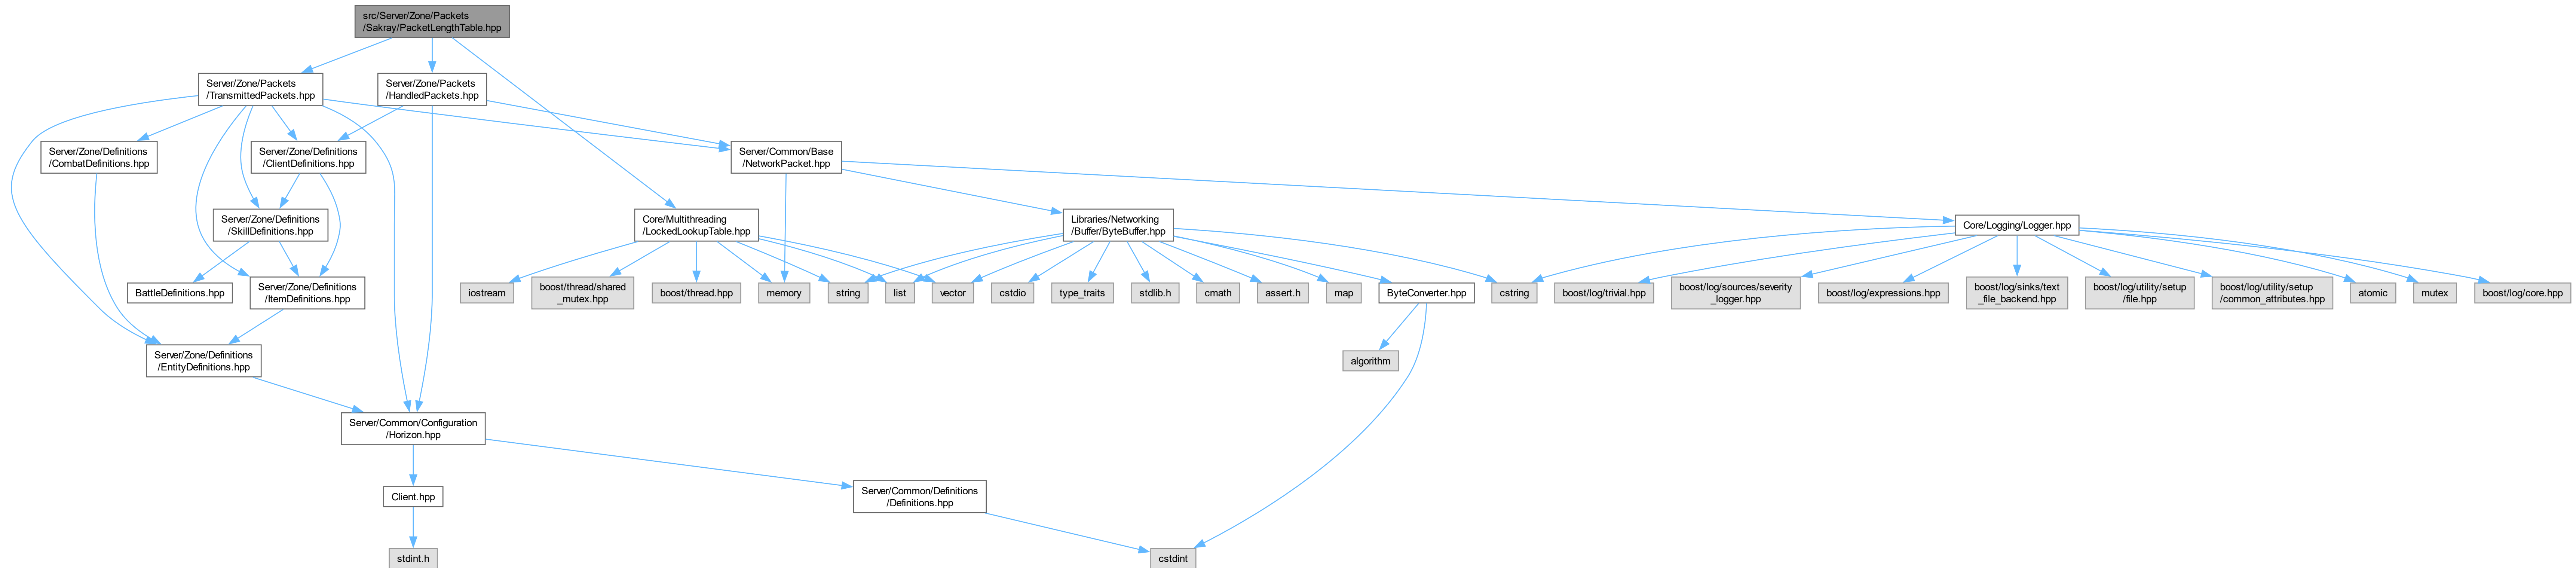 src/Server/Zone/Packets
/Sakray/PacketLengthTable.hpp
Server/Zone/Packets
/TransmittedPackets.hpp
Server/Zone/Packets
/HandledPackets.hpp
Server/Zone/Definitions
/CombatDefinitions.hpp
Server/Zone/Definitions
/ClientDefinitions.hpp
Server/Common/Base
/NetworkPacket.hpp
Server/Zone/Definitions
/SkillDefinitions.hpp
Core/Multithreading
/LockedLookupTable.hpp
Libraries/Networking
/Buffer/ByteBuffer.hpp
Core/Logging/Logger.hpp
BattleDefinitions.hpp
Server/Zone/Definitions
/ItemDefinitions.hpp
iostream
boost/thread/shared
_mutex.hpp
boost/thread.hpp
memory
string
list
vector
cstdio
type_traits
stdlib.h
cmath
assert.h
map
ByteConverter.hpp
cstring
boost/log/trivial.hpp
boost/log/sources/severity
_logger.hpp
boost/log/expressions.hpp
boost/log/sinks/text
_file_backend.hpp
boost/log/utility/setup
/file.hpp
boost/log/utility/setup
/common_attributes.hpp
atomic
mutex
boost/log/core.hpp
Server/Zone/Definitions
/EntityDefinitions.hpp
algorithm
Server/Common/Configuration
/Horizon.hpp
Client.hpp
Server/Common/Definitions
/Definitions.hpp
stdint.h
cstdint